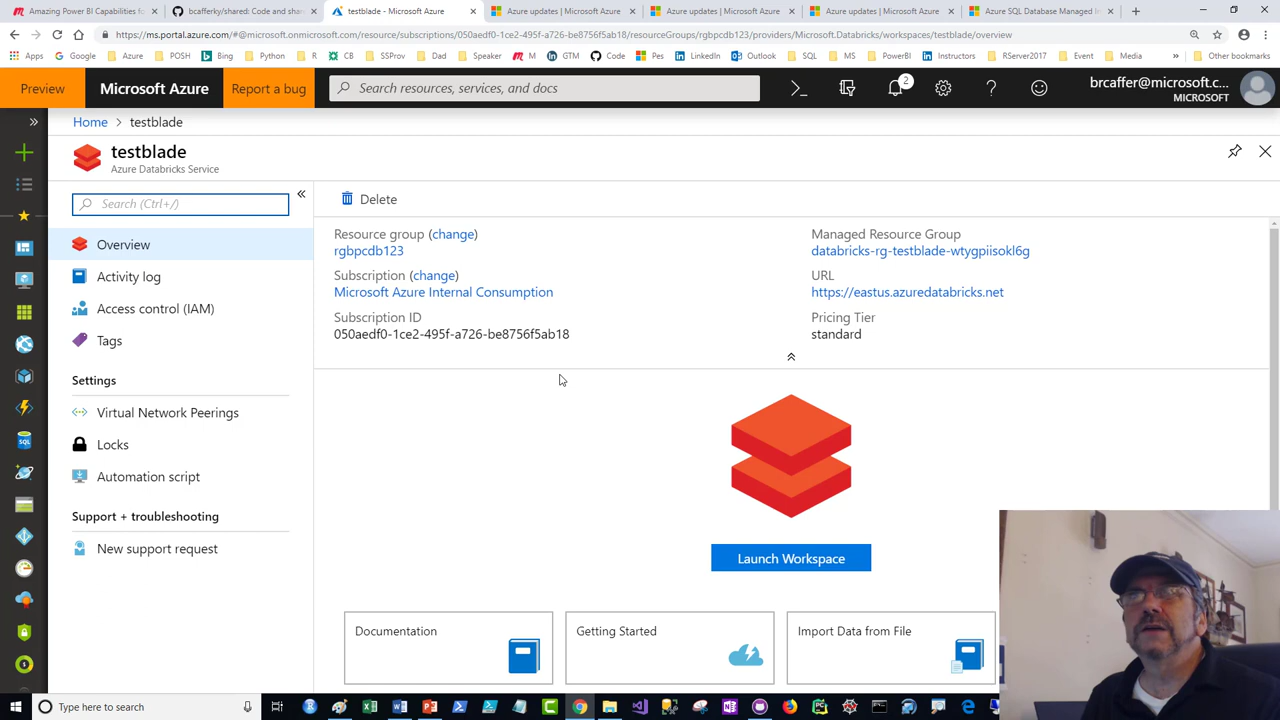 Amazing Power BI Capabilities for
bcafferky/shared: Code and shar
testblade - Microsoft Azure
Azure updates | Microsoft Azure
Azure updates | Microsoft Azure
Azure updates | Microsoft Azure
Azure SQL Database Managed In
https://ms.portal.azure.com/#@microsoft.onmicrosoft.com/resource/subscriptions/050aedf0-1ce2-495f-a726-be8756f5ab18/resourceGroups/rgbpcdb123/providers/Microsoft.Databricks/workspaces/testblade/overview
Apps Google Azure POSH Bing Fun R CB SSProv Dad Speaker GTM Code Pes LinkedIn Outlook SQL MS PowerBI Instructors RServer2017 Event Media » Other bookmarks
Preview Microsoft Azure Report a bug Search resources, services, and docs 2 brcaffer@microsoft.c...
MICROSOFT
Home > testblade
testblade
Azure Databricks Service
Search (Ctrl+/)
Overview
Activity log
Access control (IAM)
Tags
Settings
Virtual Network Peerings
Locks
Automation script
Support + troubleshooting
New support request
Delete
Resource group (change)
rgbpcdb123
Subscription (change)
Microsoft Azure Internal Consumption
Subscription ID
050aedf0-1ce2-495f-a726-be8756f5ab18
Managed Resource Group
databricks-rg-testblade-wtygpiisokl6g
URL
https://eastus.azuredatabricks.net
Pricing Tier
standard
Launch Workspace
Documentation
Getting Started
Import Data from File
Type here to search